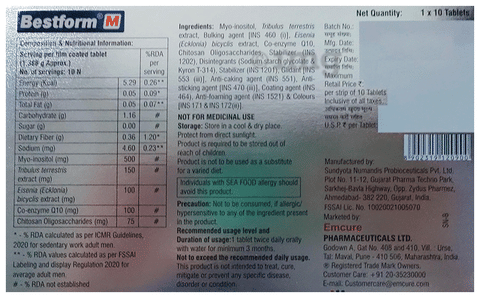 Bestform M
Composition & Nutritional Information:
Serving per film coated tablet
(1.388 g Approx.)
No. of servings: 10 N
%RDA
per
serving
Energy (Kcal) 5.29 0.26**
Protein (g) 0.05 0.09*
Total Fat (g) 0.05 0.07**
Carbohydrate (g) 1.16 #
Sugar (g) 0.00 #
Dietary Fiber (g) 0.36 1.20*
Sodium (mg) 4.60 0.23**
Myo-inositol (mg) 500 #
Tribulus terrestris 150 #
extract (mg)
Eisenia (Ecklonia) 100 #
bicyclis extract (mg)
Co-enzyme Q10 (mg) 100 #
Chitosan Oligosaccharides (mg) 75 #
* - % RDA calculated as per ICMR Guidelines,
2020 for sedentary work adult men.
** - % RDA values calculated as per FSSAI
Labeling and display Regulation 2020 for
average adult men.
# - % RDA not established
Ingredients: Myo-inositol, Tribulus terrestris
extract, Bulking agent [INS 460 (i)], Eisenia
(Ecklonia) bicyclis extract, Co-enzyme Q10,
Chitosan Oligosaccharides, Stabilizer (INS
1202), Disintegrants (Sodium starch glycolate &
Kyron T-314), Stabilizer (INS 1201), Glidant [INS
553 (iii)], Anti-caking agent (INS 551), Anti-
sticking agent [INS 470 (iii)], Coating agent (INS
464), Anti-foaming agent (INS 1521) & Colours
[INS 171 & INS 172(ii)].
NOT FOR MEDICINAL USE
Storage: Store in a cool & dry place.
Protect from direct sunlight.
Product is required to be stored out of
reach of children.
Product is not to be used as a substitute
for a varied diet.
Individuals with SEA FOOD allergy should
avoid this product.
Precaution: Not to be consumed, if allergic/
hypersensitive to any of the ingredient present
in the product.
Recommended usage level and
Duration of usage: 1 tablet twice daily orally
with water for minimum 3 months.
Not to exceed the recommended daily usage.
This product is not intended to treat, cure,
mitigate or prevent any specific disease,
disorder or condition.
Net Quantity: 1 x 10 Tablets
Batch No.:
Mfg. Date:
Expiry Date:
Maximum
Retail Price ₹
per strip of 10 Tablets
Inclusive of all taxes
U.S.P ₹ per Tablet:
Manufactured by:
Sundyota Numandis Probioceuticals Pvt. Ltd.
Plot No. 11-12, Gujarat Pharma Techno Park,
Sarkhej-Bavla Highway, Opp. Zydus Pharmez,
Ahmedabad- 382 220, Gujarat, India.
FSSAI Lic. No. 10020021005070
Marketed by:
Emcure
PHARMACEUTICALS LTD.
Godown A, Gat No. 408 and 410, Vill. : Urse,
Tal: Maval, Pune - 410 506, Maharashtra, India
® Registered Trade Mark Owners.
Customer Care: +91 20-35230000
E-Mail: Customercare@emcure.com